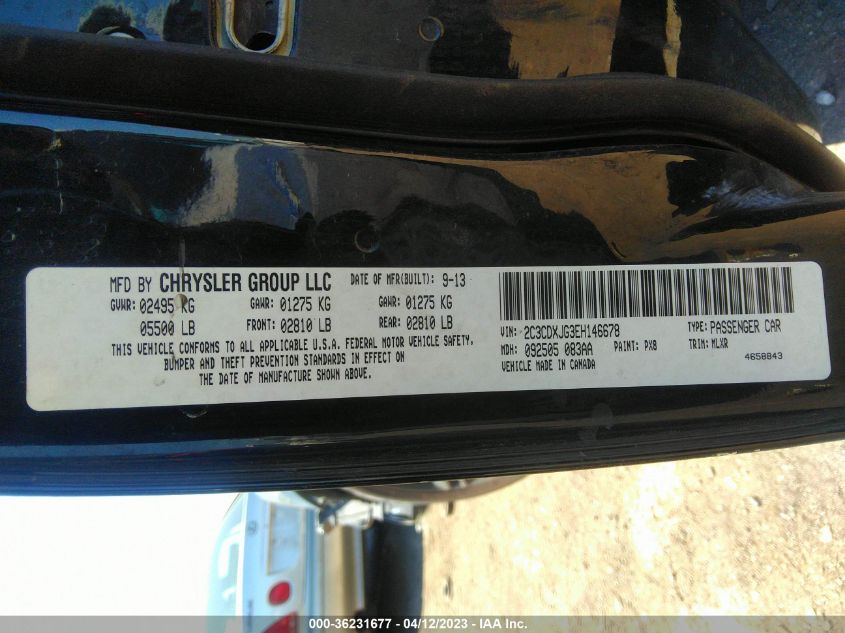 MFD BY CHRYSLER GROUP LLC DATE OF MFR(BUILT): 9-13
GVWR: 02495 KG GAWR: 01275 KG GAWR: 01275 KG
05500 LB FRONT: 02810 LB REAR: 02810 LB
THIS VEHICLE CONFORMS TO ALL APPLICABLE U.S.A. FEDERAL MOTOR VEHICLE SAFETY,
BUMPER AND THEFT PREVENTION STANDARDS IN EFFECT ON
THE DATE OF MANUFACTURE SHOWN ABOVE.
VIN: 2C3CDXJG3EH146678 TYPE: PASSENGER CAR
MDH: 092505 083AA PAINT: PX8 TRIM: MLXR
VEHICLE MADE IN CANADA 4658843
000-36231677 - 04/12/2023 - IAA Inc.